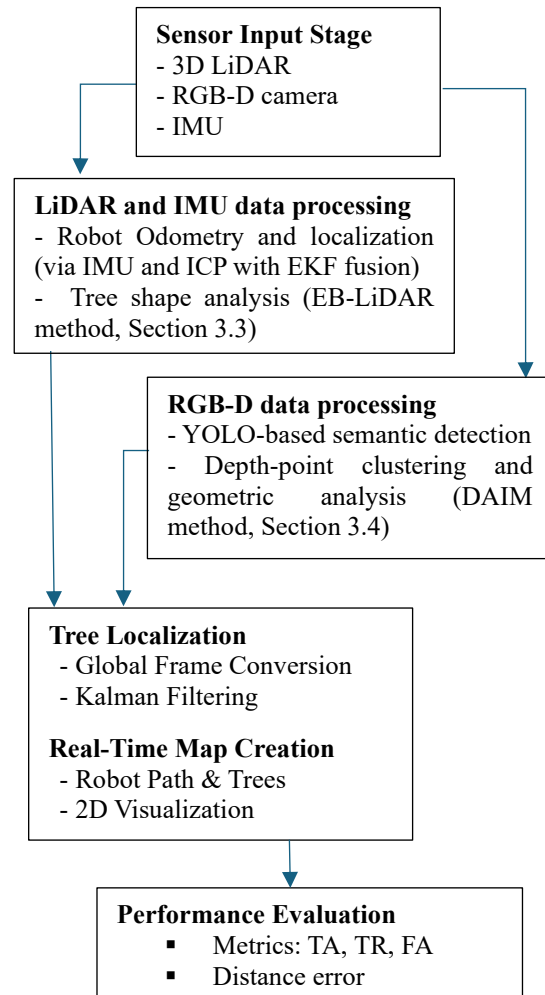 Sensor Input Stage
- 3D LiDAR
- RGB-D camera
- IMU
LiDAR and IMU data processing
- Robot Odometry and localization
(via IMU and ICP with EKF fusion)
- Tree shape analysis (EB-LiDAR
method, Section 3.3)
RGB-D data processing
- YOLO-based semantic detection
- Depth-point clustering and
geometric analysis (DAIM
method, Section 3.4)
Tree Localization
- Global Frame Conversion
- Kalman Filtering
Real-Time Map Creation
- Robot Path & Trees
- 2D Visualization
Performance Evaluation
▪ Metrics: TA, TR, FA
▪ Distance error